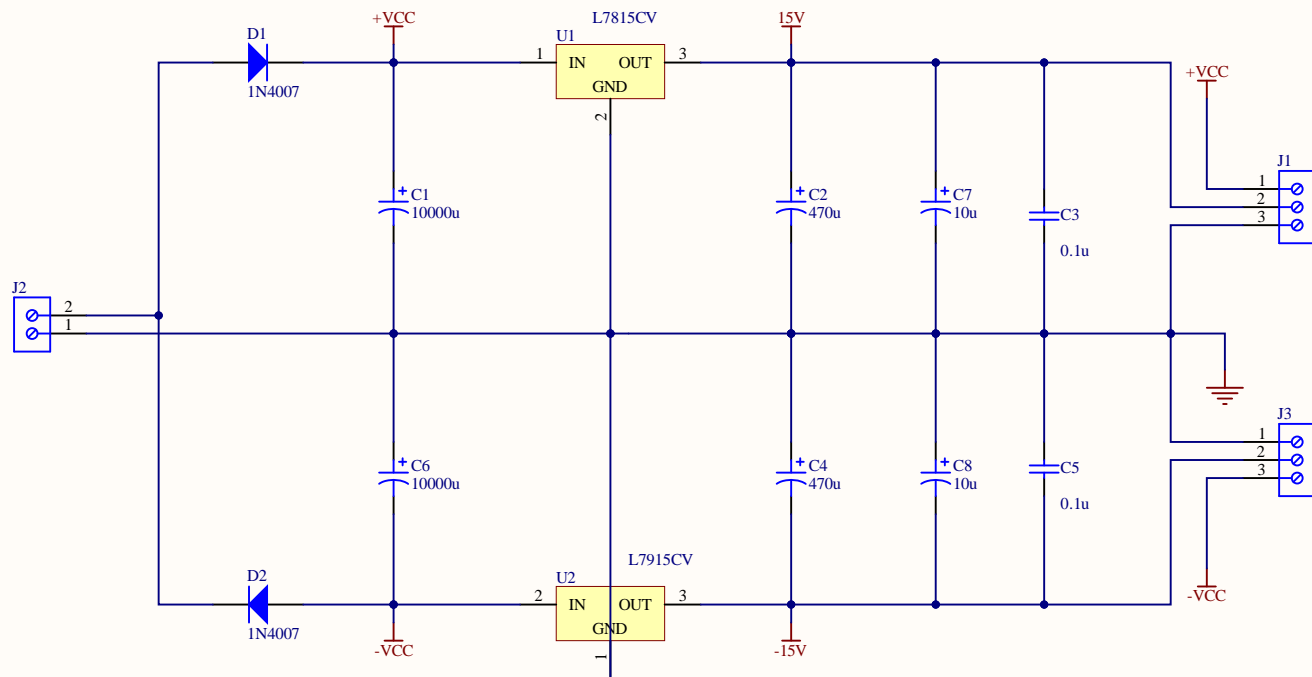 +VCC
L7815CV
15V
D1
U1
1
IN
OUT
3
GND
1N4007
2
+VCC
J1
1
2
3
C1
10000u
C2
470u
C7
10u
C3
0.1u
J2
2
1
J3
1
2
3
C6
10000u
C4
470u
C8
10u
C5
0.1u
L7915CV
D2
U2
2
IN
OUT
3
GND
1N4007
1
-VCC
-15V
-VCC